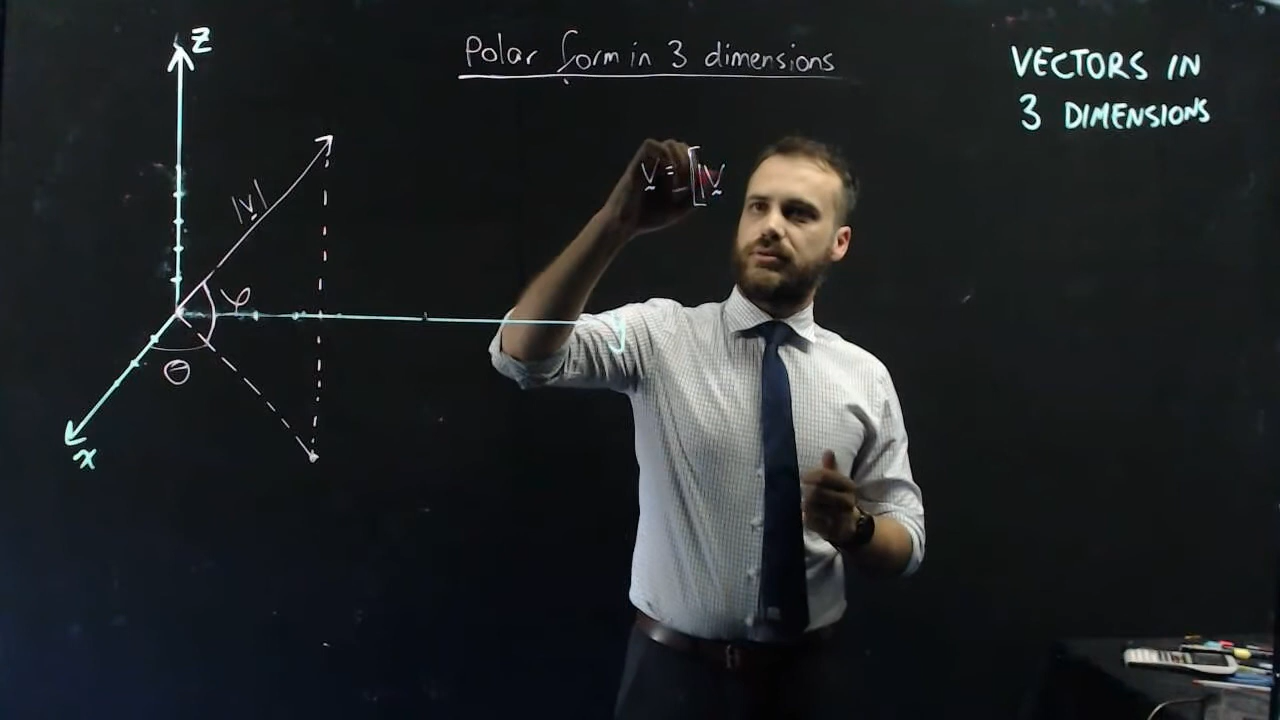 Polar form in 3 dimensions
VECTORS IN
3 DIMENSIONS
z
|v|
v = [|v
φ
y
θ
x